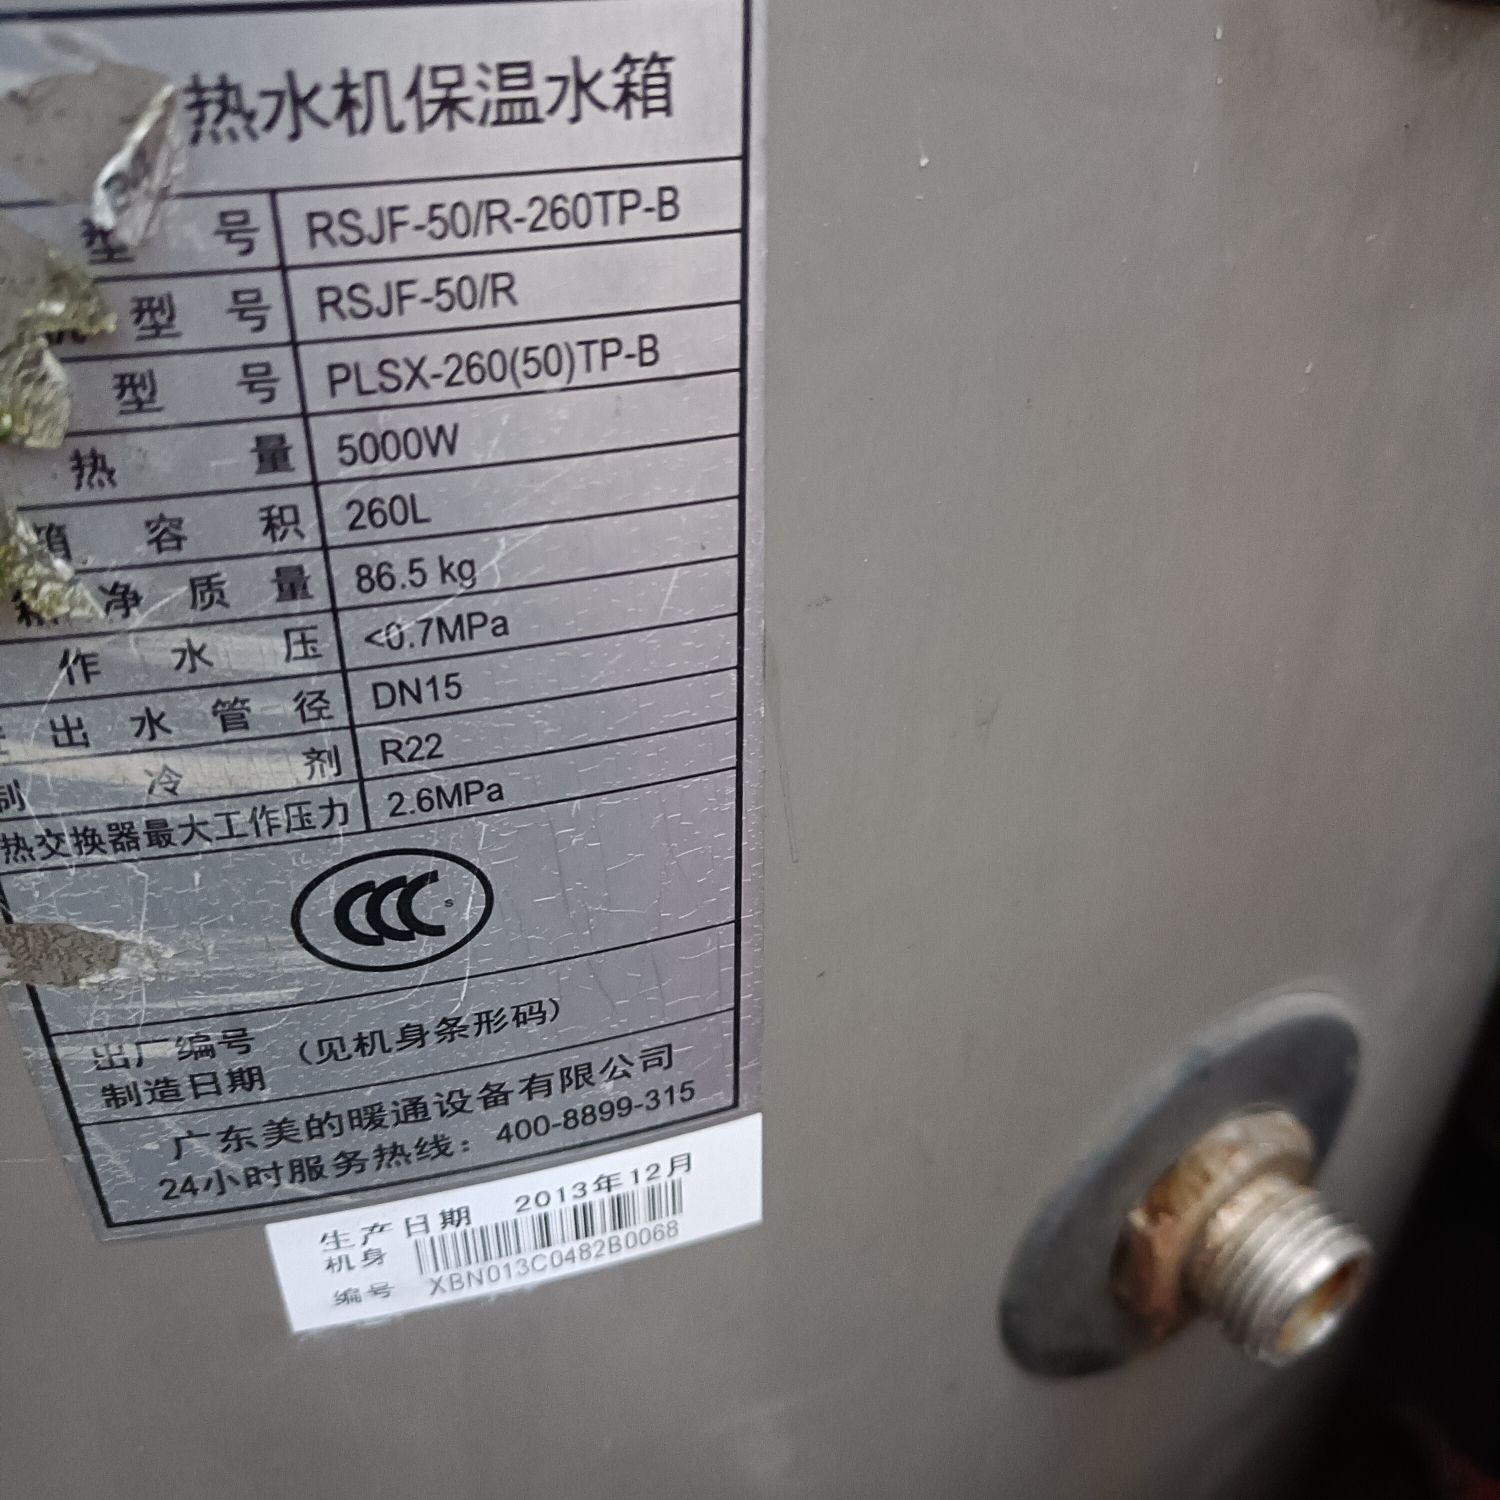 热水机保温水箱
型号 RSJF-50/R-260TP-B
型号 RSJF-50/R
型号 PLSX-260(50)TP-B
热量 5000W
箱容积 260L
箱净质量 86.5 kg
作水压 <0.7MPa
出水管径 DN15
制冷剂 R22
热交换器最大工作压力 2.6MPa
CCC S
出厂编号 (见机身条形码)
制造日期
广东美的暖通设备有限公司
24小时服务热线: 400-8899-315
生产日期 2013年12月
机身
编号 XBN013C0482B0068